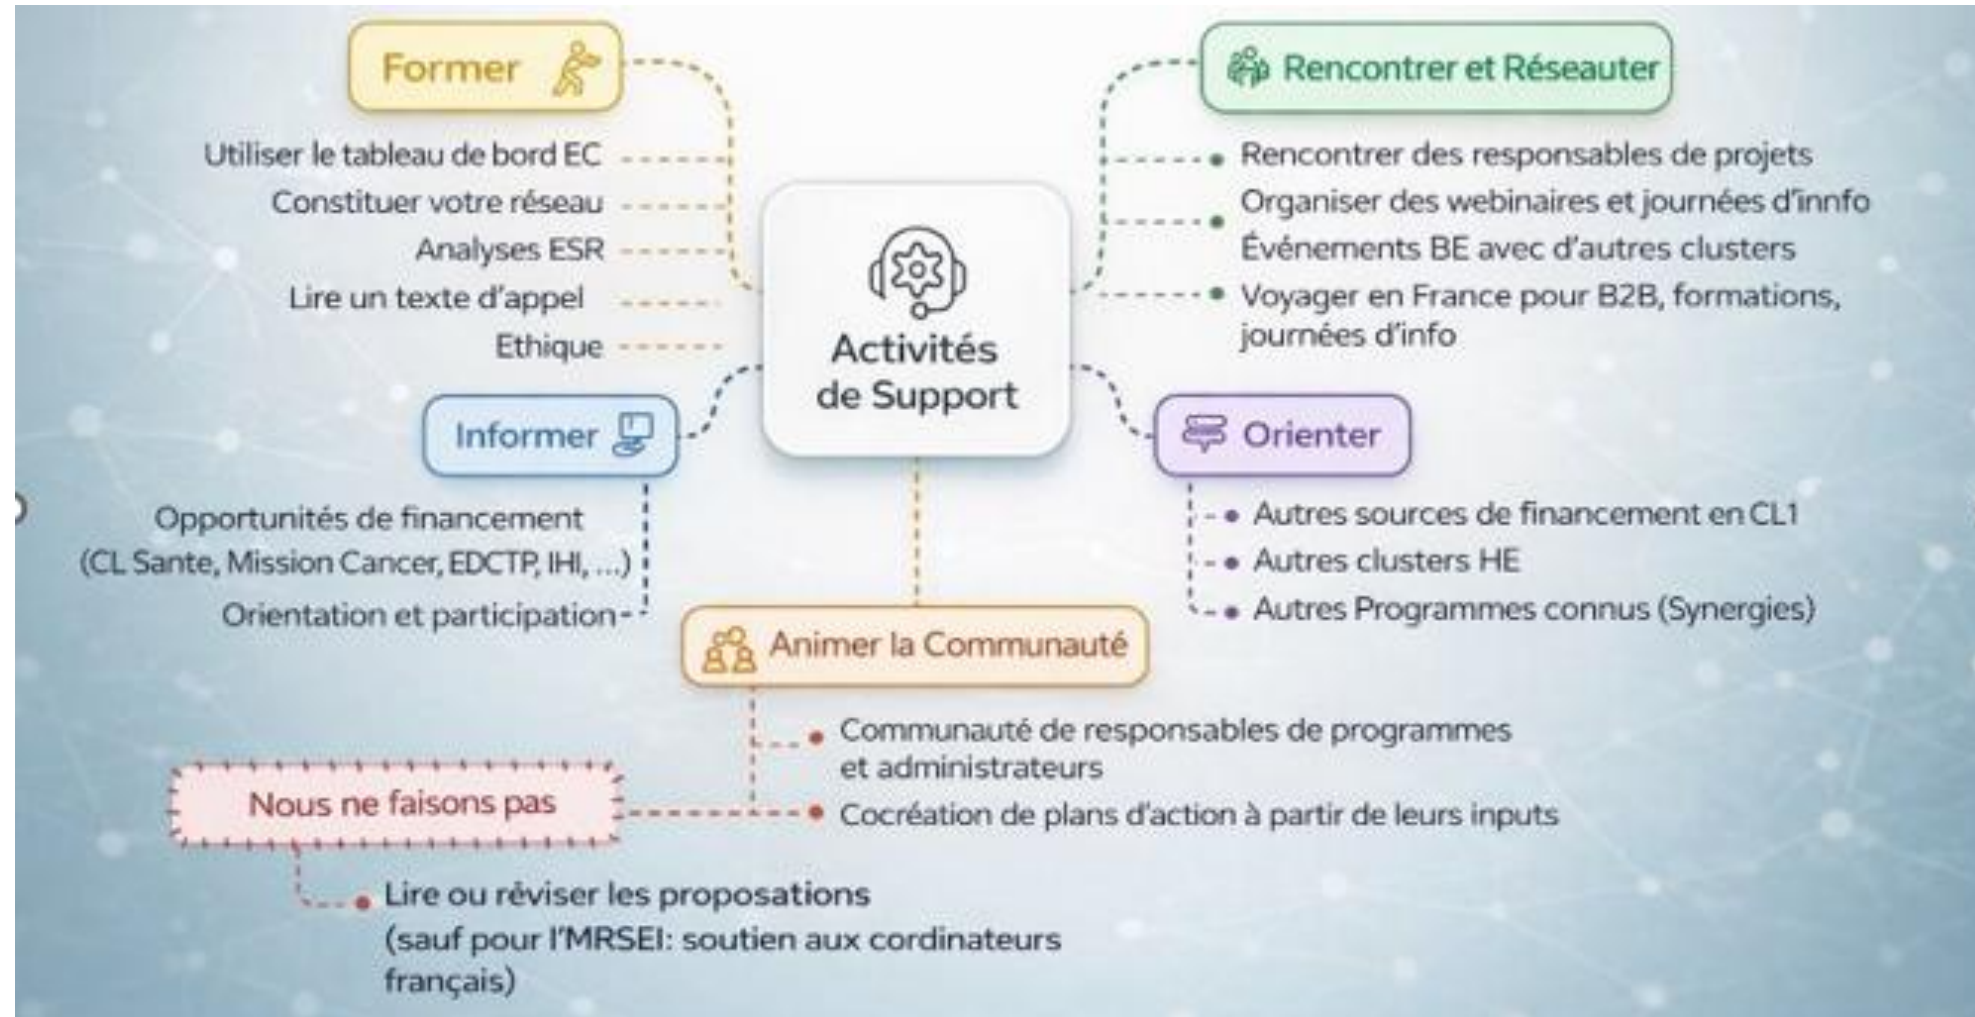 Former
Utiliser le tableau de bord EC
Constituer votre réseau
Analyses ESR
Lire un texte d'appel
Ethique
Rencontrer et Réseauter
Rencontrer des responsables de projets
Organiser des webinaires et journées d'innfo
Événements BE avec d'autres clusters
Voyager en France pour B2B, formations,
journées d'info
Activités
de Support
Informer
Opportunités de financement
(CL Sante, Mission Cancer, EDCTP, IHI, ...)
Orientation et participation
Orienter
Autres sources de financement en CL1
Autres clusters HE
Autres Programmes connus (Synergies)
Animer la Communauté
Communauté de responsables de programmes
et administrateurs
Cocréation de plans d'action à partir de leurs inputs
Nous ne faisons pas
Lire ou réviser les proposations
(sauf pour l'MRSEI: soutien aux cordinateurs
français)